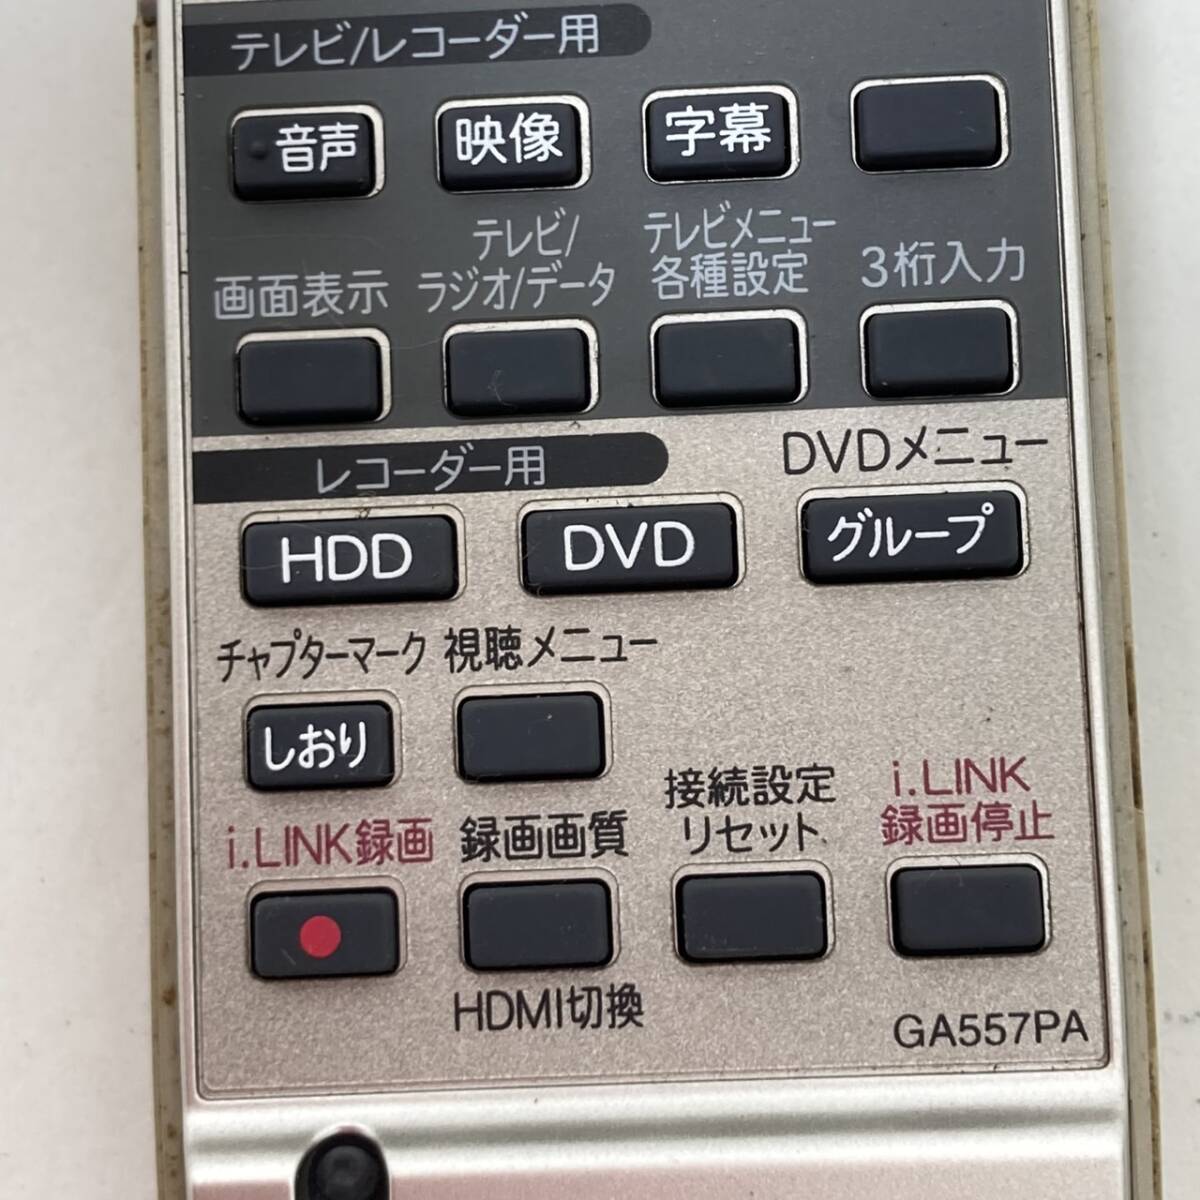 テレビ/レコーダー用
音声 映像 字幕
画面表示
テレビ/
ラジオ/データ
テレビメニュー
各種設定
3桁入力
レコーダー用
DVDメニュー
HDD DVD グループ
チャプターマーク 視聴メニュー
しおり
i.LINK録画 録画画質
接続設定
リセット
i.LINK
録画停止
HDMI切換
GA557PA